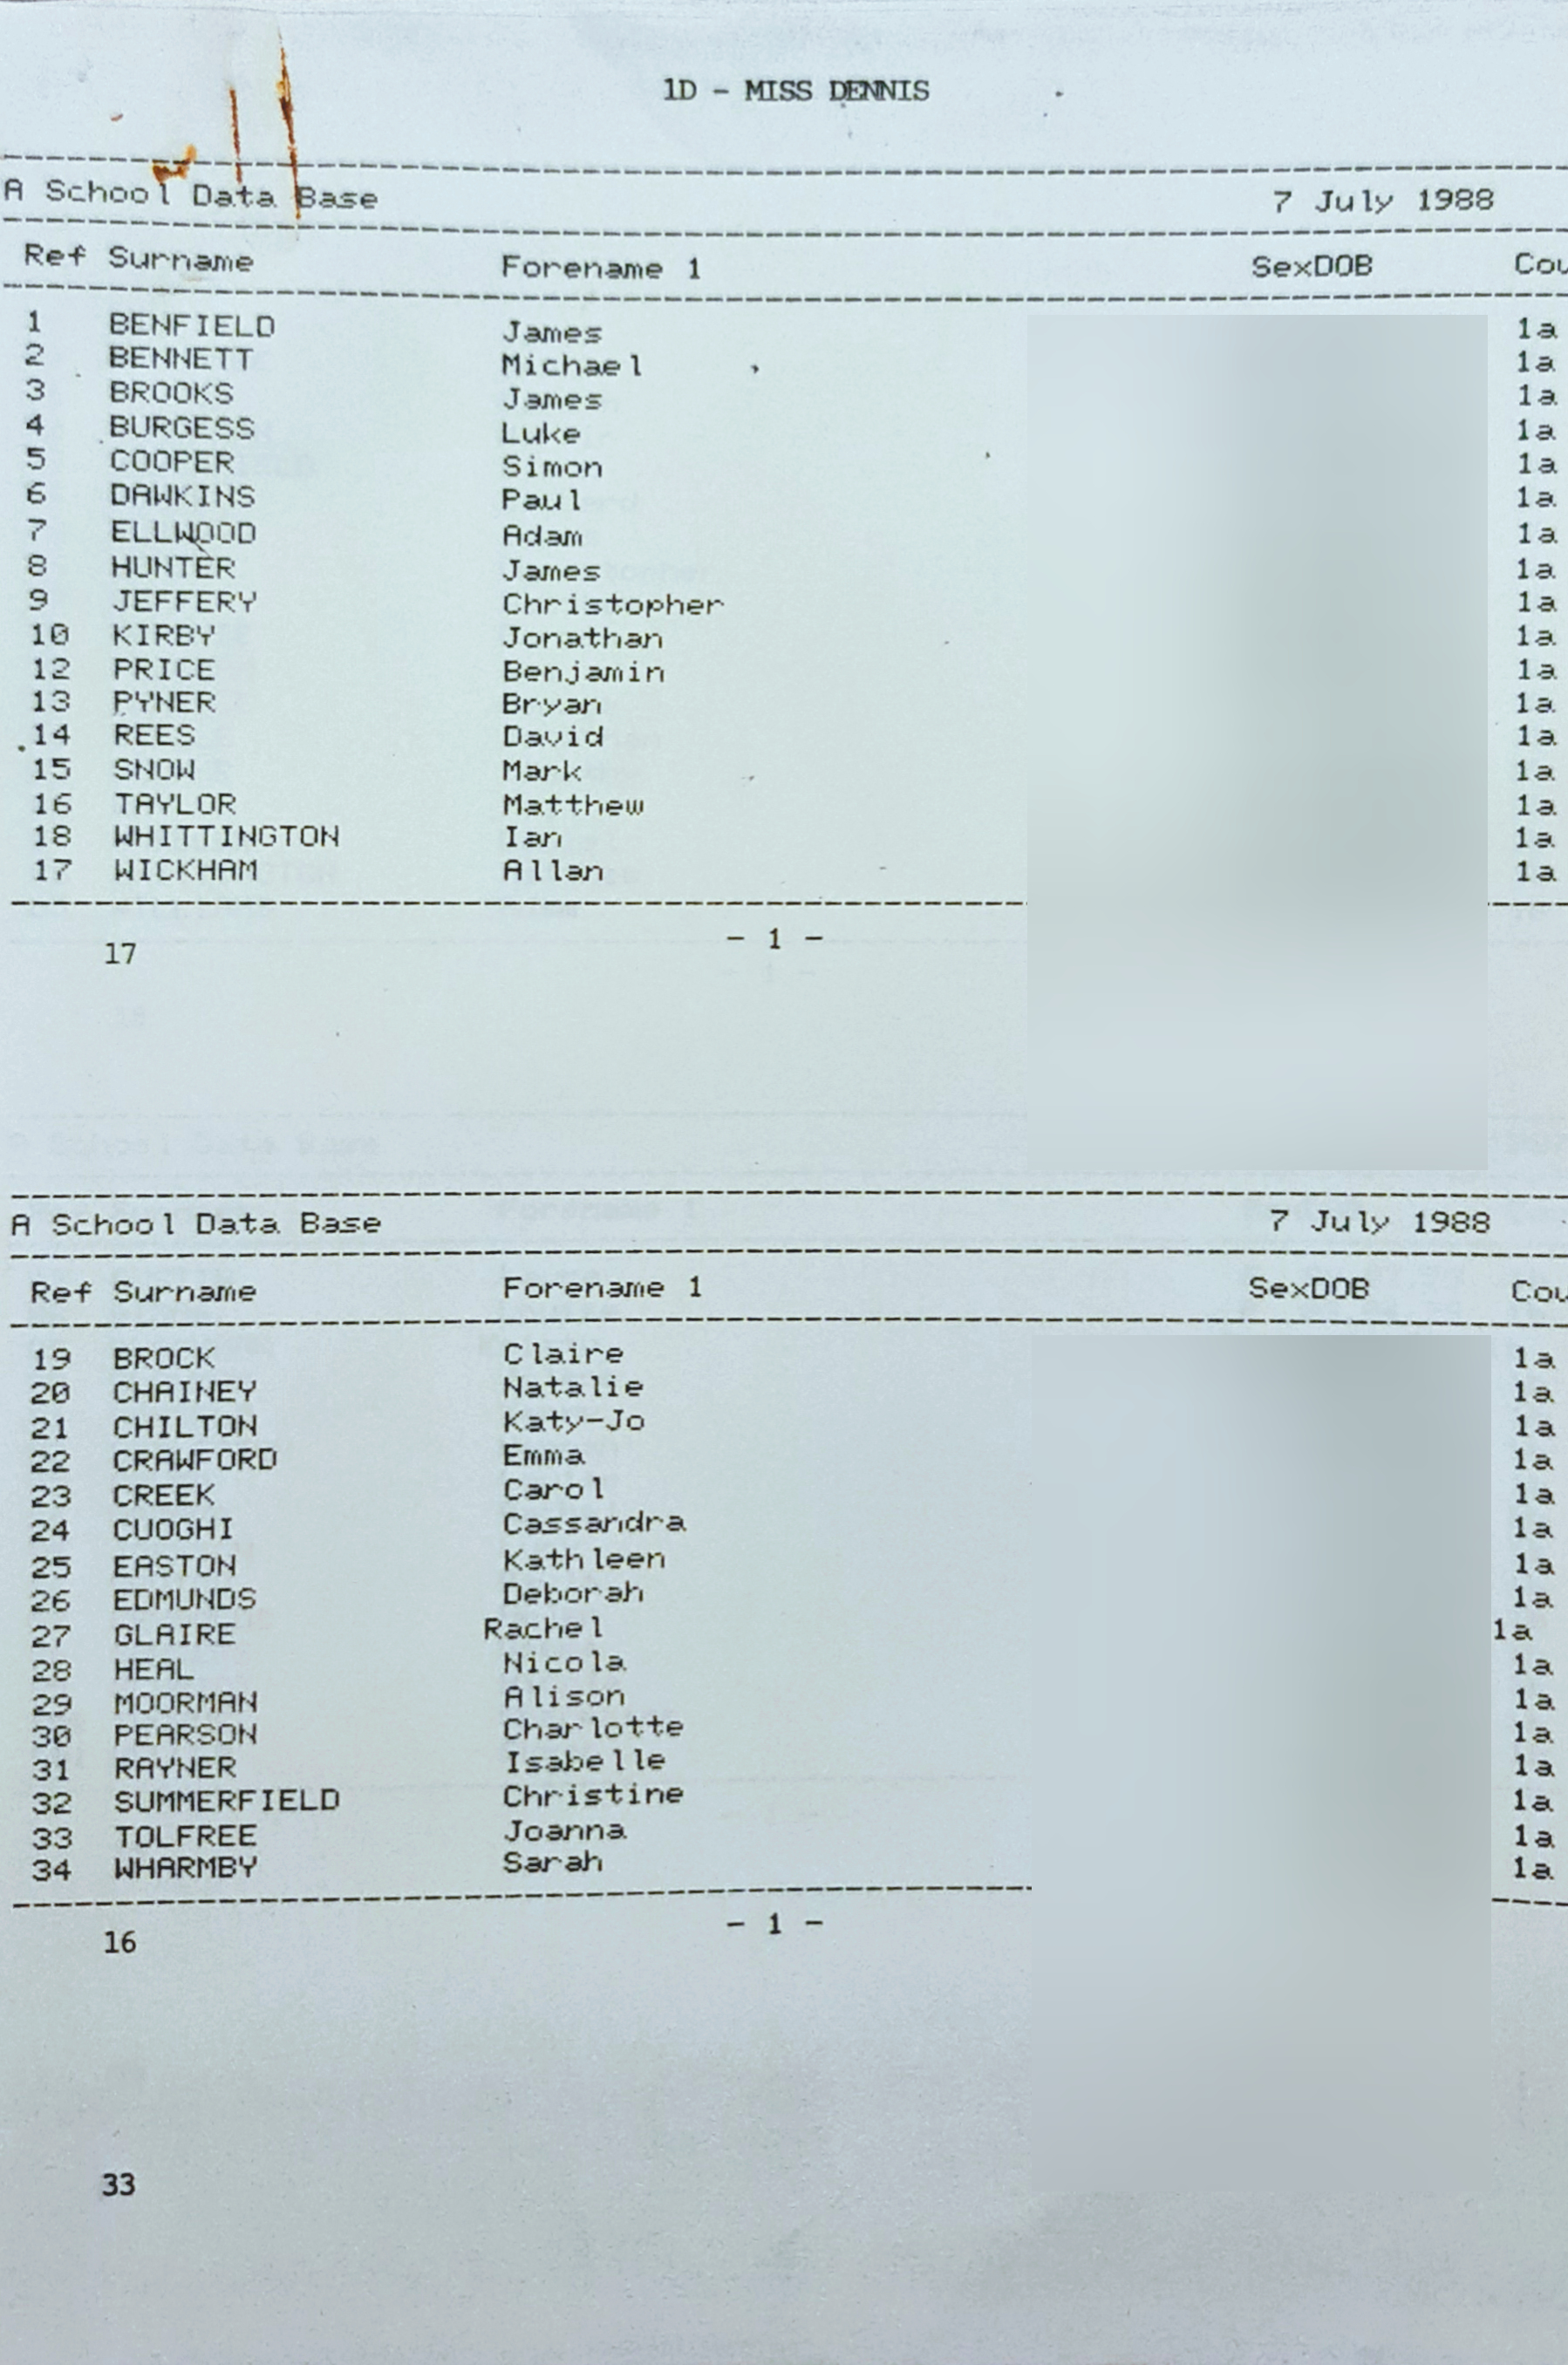 1D - MISS DENNIS
A School Data Base 7 July 1988
Ref Surname Forename 1 SexDOB Cou
1 BENFIELD James 1a
2 BENNETT Michael 1a
3 BROOKS James 1a
4 BURGESS Luke 1a
5 COOPER Simon 1a
6 DAWKINS Paul 1a
7 ELLWOOD Adam 1a
8 HUNTER James 1a
9 JEFFERY Christopher 1a
10 KIRBY Jonathan 1a
12 PRICE Benjamin 1a
13 PYNER Bryan 1a
14 REES David 1a
15 SNOW Mark 1a
16 TAYLOR Matthew 1a
18 WHITTINGTON Ian 1a
17 WICKHAM Allan 1a
17 - 1 -
A School Data Base 7 July 1988
Ref Surname Forename 1 SexDOB Cou
19 BROCK Claire 1a
20 CHAINEY Natalie 1a
21 CHILTON Katy-Jo 1a
22 CRAWFORD Emma 1a
23 CREEK Carol 1a
24 CUOGHI Cassandra 1a
25 EASTON Kathleen 1a
26 EDMUNDS Deborah 1a
27 GLAIRE Rachel 1a
28 HEAL Nicola 1a
29 MOORMAN Alison 1a
30 PEARSON Charlotte 1a
31 RAYNER Isabelle 1a
32 SUMMERFIELD Christine 1a
33 TOLFREE Joanna 1a
34 WHARMBY Sarah 1a
16 - 1 -
33